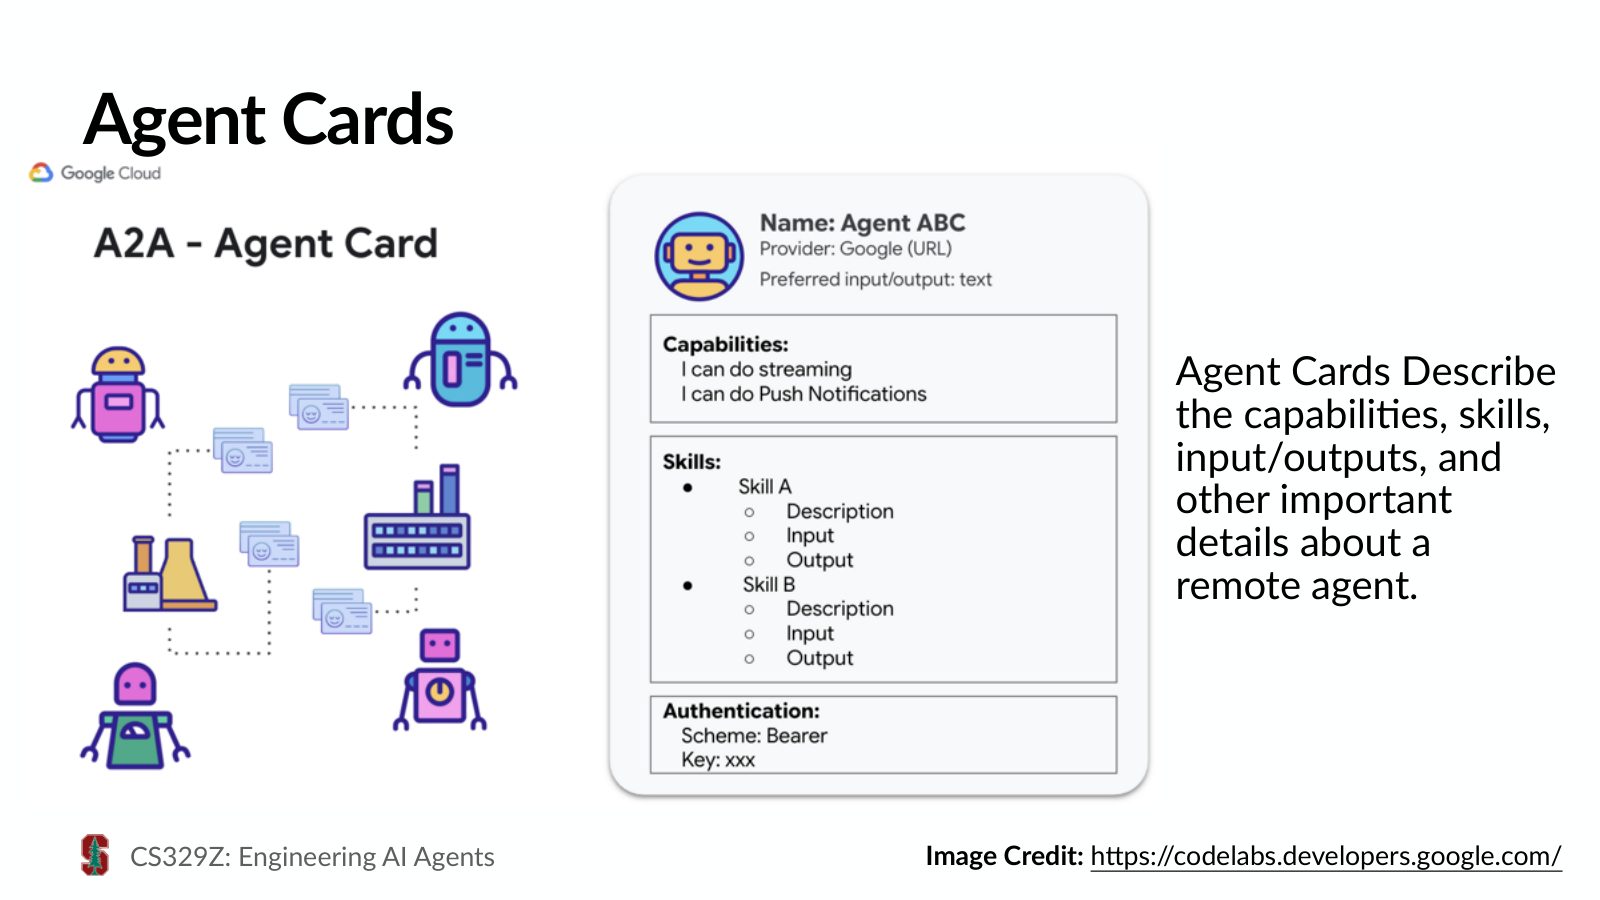 Agent Cards
Google Cloud
A2A - Agent Card
Name: Agent ABC
Provider: Google (URL)
Preferred input/output: text
Capabilities:
I can do streaming
I can do Push Notifications
Skills:
● Skill A
○ Description
○ Input
○ Output
● Skill B
○ Description
○ Input
○ Output
Authentication:
Scheme: Bearer
Key: xxx
Agent Cards Describe
the capabilities, skills,
input/outputs, and
other important
details about a
remote agent.
CS329Z: Engineering AI Agents
Image Credit: https://codelabs.developers.google.com/